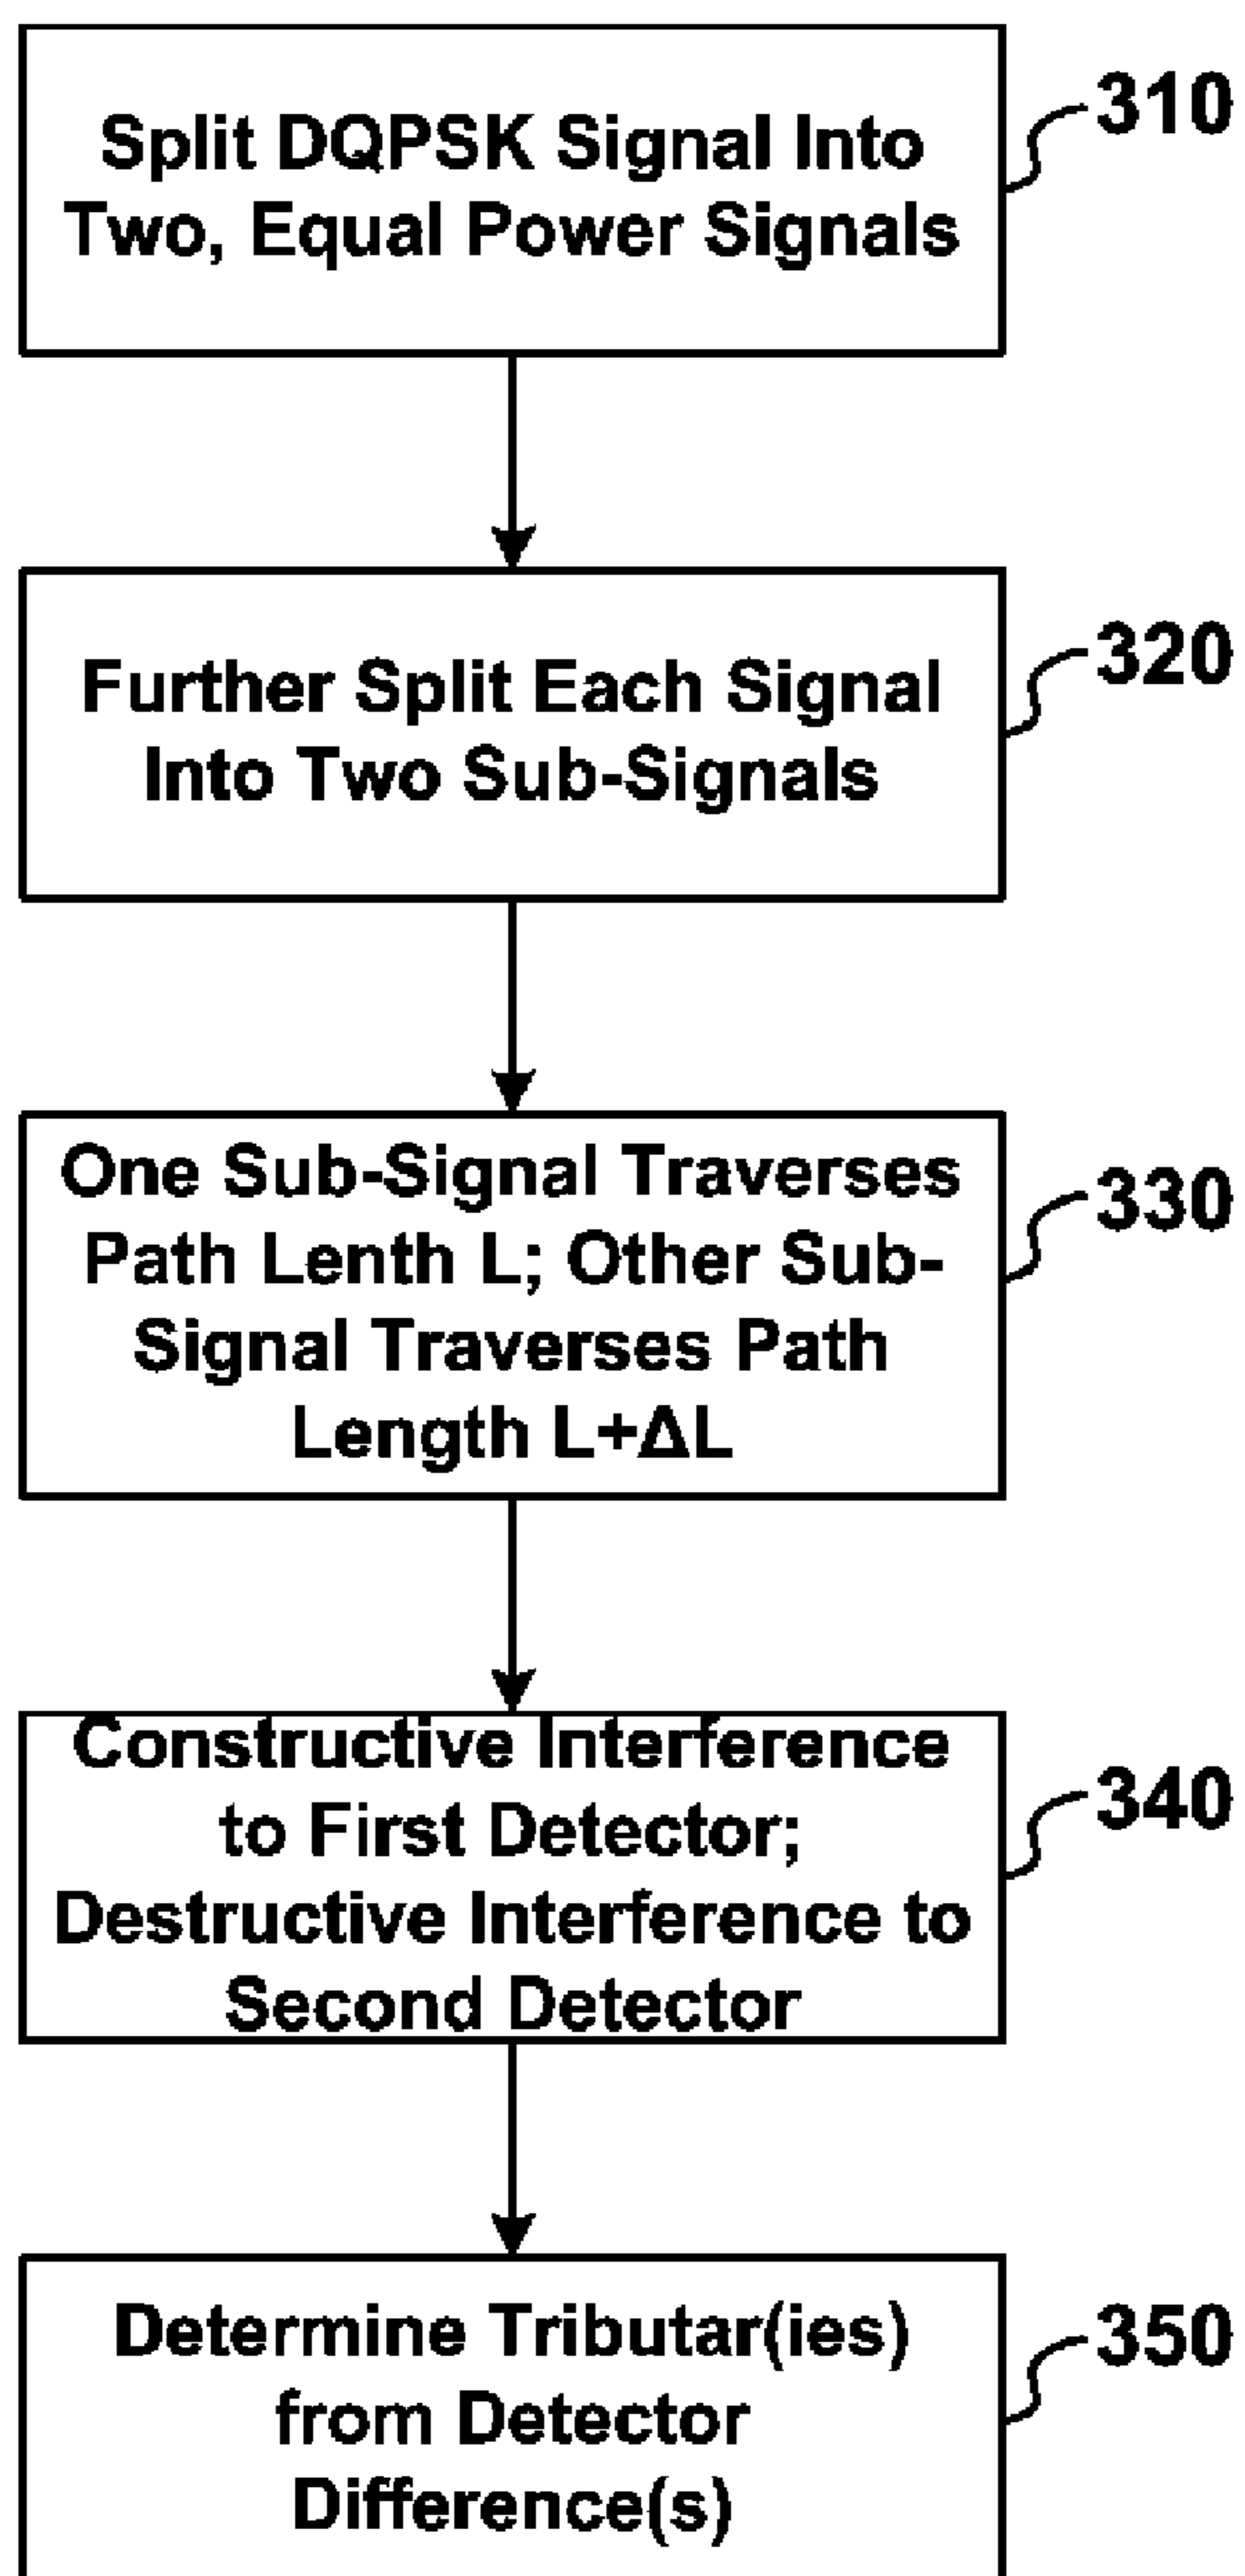 Split DQPSK Signal Into
Two, Equal Power Signals
310
Further Split Each Signal
Into Two Sub-Signals
320
One Sub-Signal Traverses
Path Lenth L; Other Sub-
Signal Traverses Path
Length L+ΔL
330
Constructive Interference
to First Detector;
Destructive Interference to
Second Detector
340
Determine Tributar(ies)
from Detector
Difference(s)
350